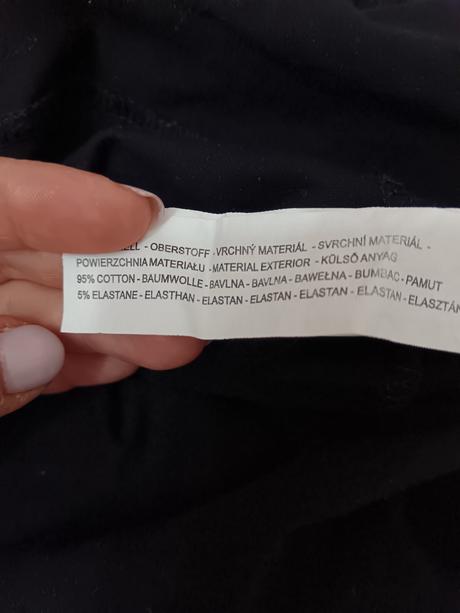 - OBERSTOFF - VRCHNÝ MATERIÁL - SVRCHNÍ MATERIÁL -
POWIERZCHNIA MATERIAŁU - MATERIAL EXTERIOR - KÜLSŐ ANYAG
95% COTTON - BAUMWOLLE - BAVLNA - BAVLNA - BAWEŁNA - BUMBAC - PAMUT
5% ELASTANE - ELASTHAN - ELASTAN - ELASTAN - ELASTAN - ELASTAN - ELASZTÁN